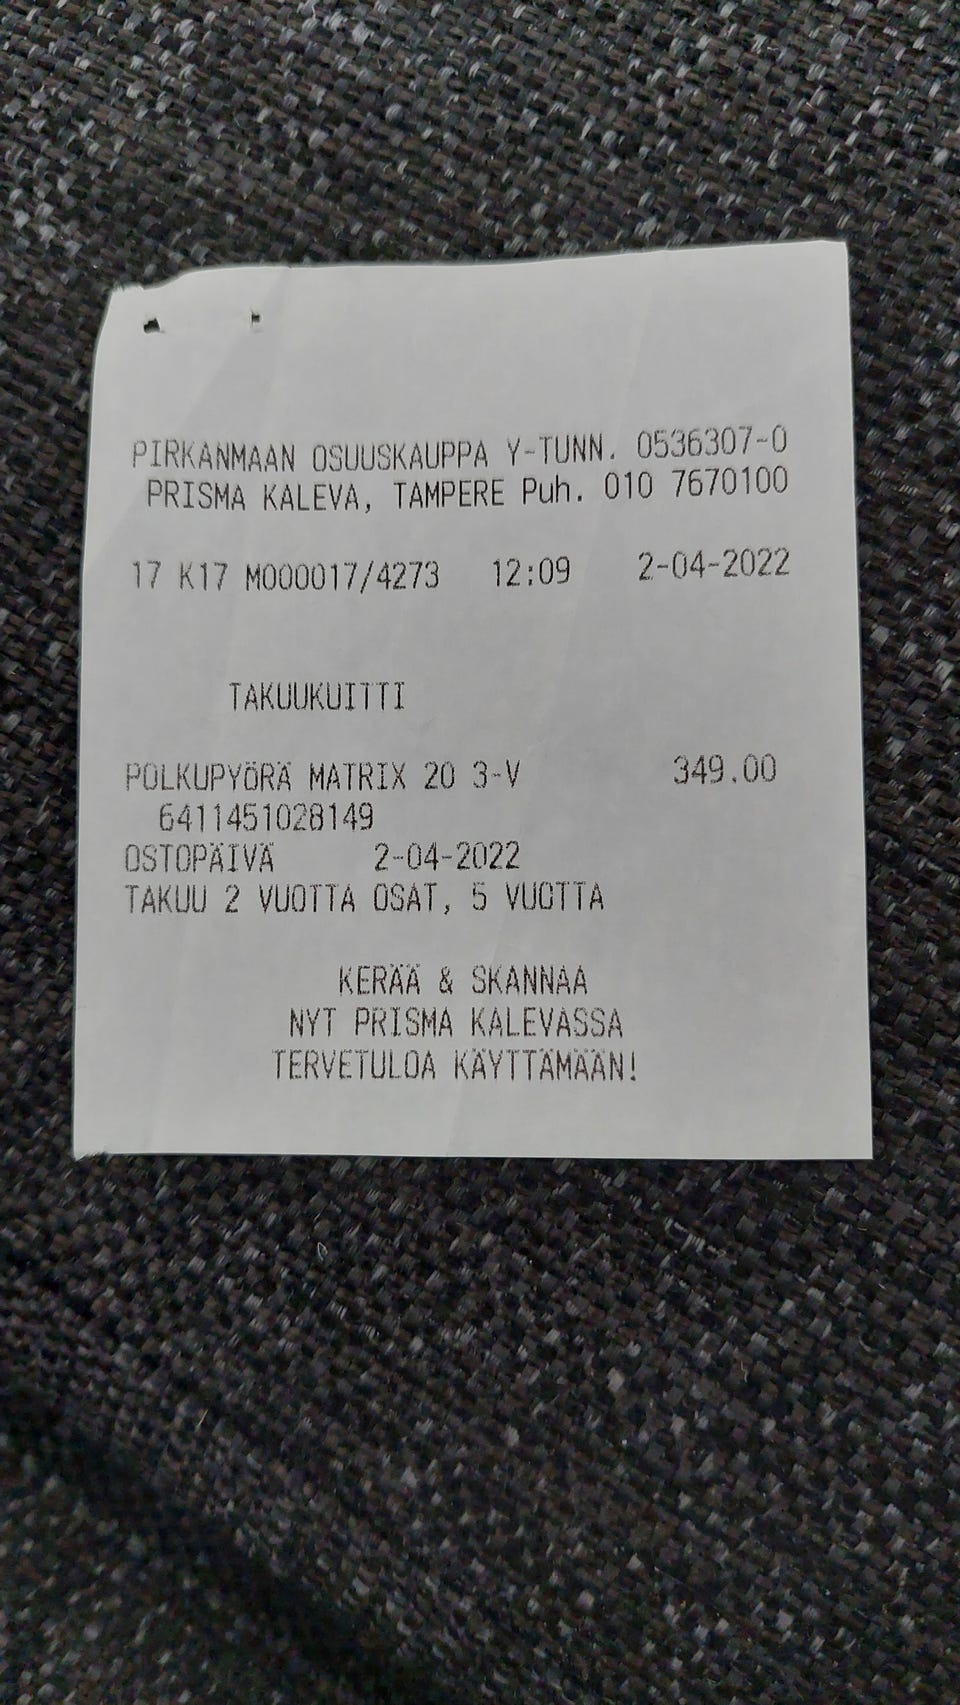 PIRKANMAAN OSUUSKAUPPA Y-TUNN. 0536307-0
PRISMA KALEVA, TAMPERE Puh. 010 7670100
17 K17 M000017/4273 12:09 2-04-2022
TAKUUKUITTI
POLKUPYÖRÄ MATRIX 20 3-V 349.00
6411451028149
OSTOPÄIVÄ 2-04-2022
TAKUU 2 VUOTTA OSAT, 5 VUOTTA
KERÄÄ & SKANNAA
NYT PRISMA KALEVASSA
TERVETULOA KÄYTTÄMÄÄN!